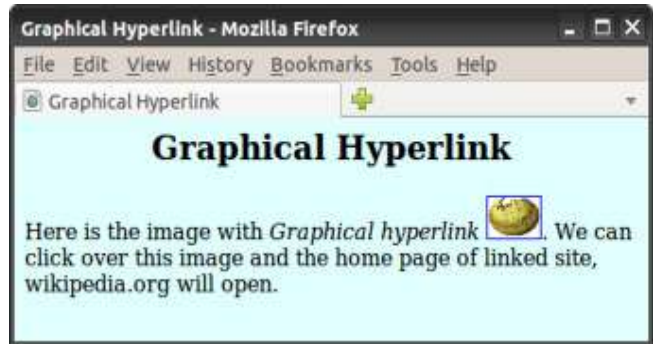 Graphical Hyperlink - Mozilla Firefox
File Edit View History Bookmarks Tools Help
Graphical Hyperlink
Graphical Hyperlink
Here is the image with Graphical hyperlink . We can
click over this image and the home page of linked site,
wikipedia.org will open.